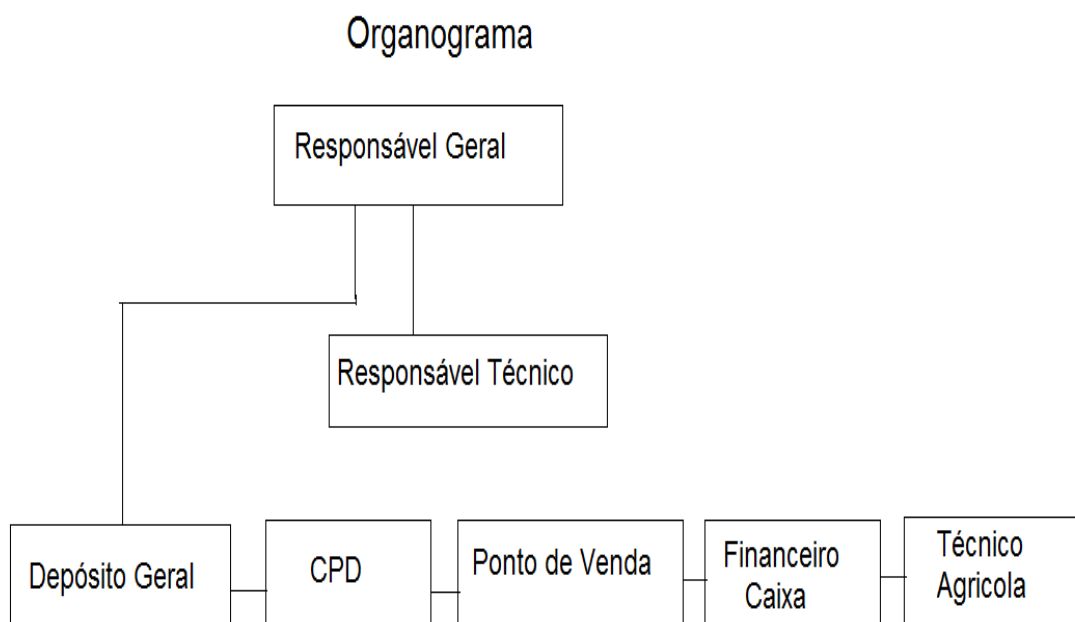 Organograma
Responsável Geral
Responsável Técnico
Depósito Geral
CPD
Ponto de Venda
Financeiro
Caixa
Técnico
Agricola